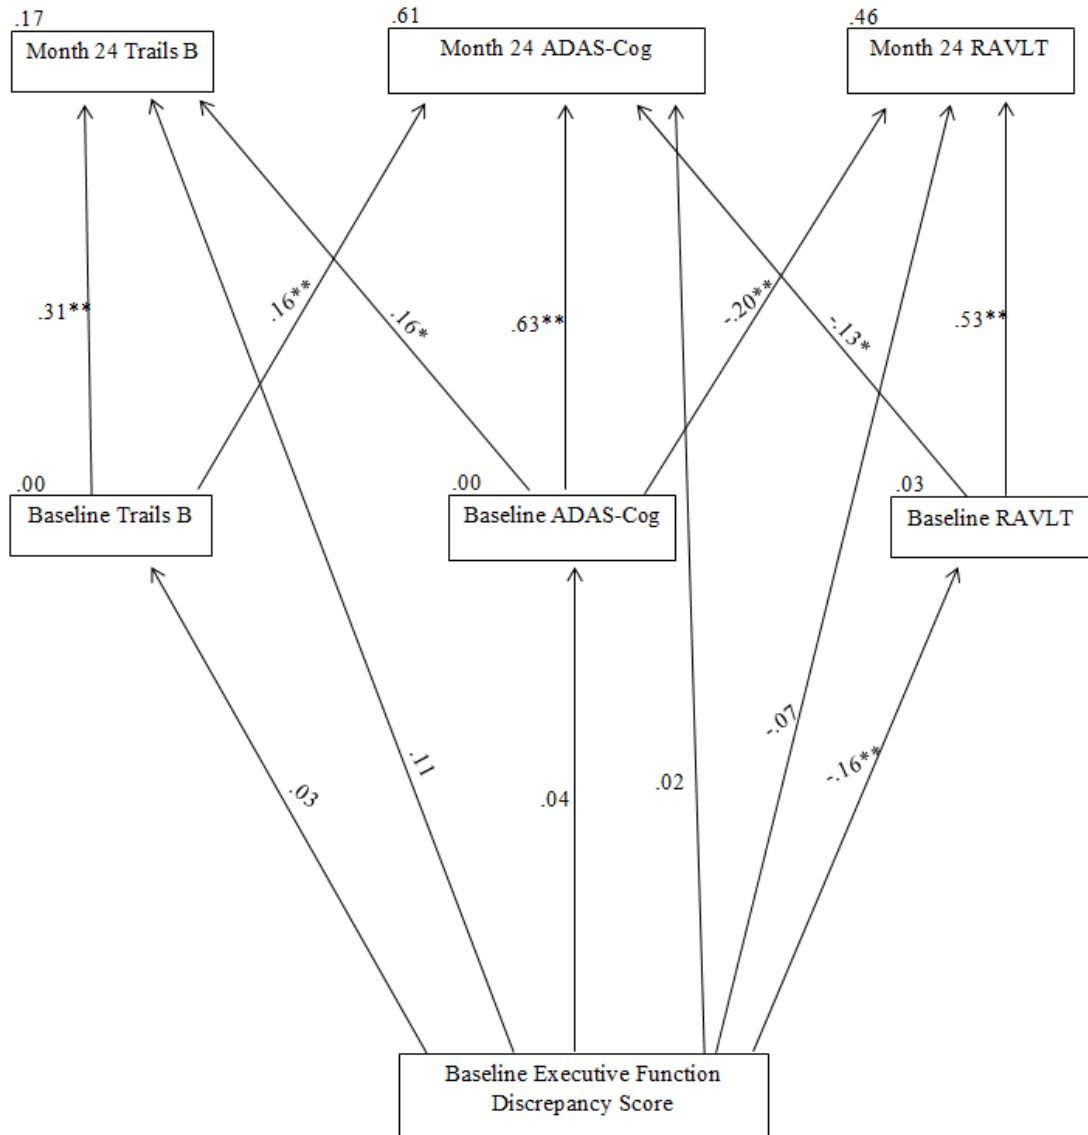 .17
.61
.46
Month 24 Trails B
Month 24 ADAS-Cog
Month 24 RAVLT
.31**
.16**
.16*
.63**
-.20**
-.13*
.53**
.00
.00
.03
Baseline Trails B
Baseline ADAS-Cog
Baseline RAVLT
.03
.11
.04
.02
-.07
-.16**
Baseline Executive Function
Discrepancy Score